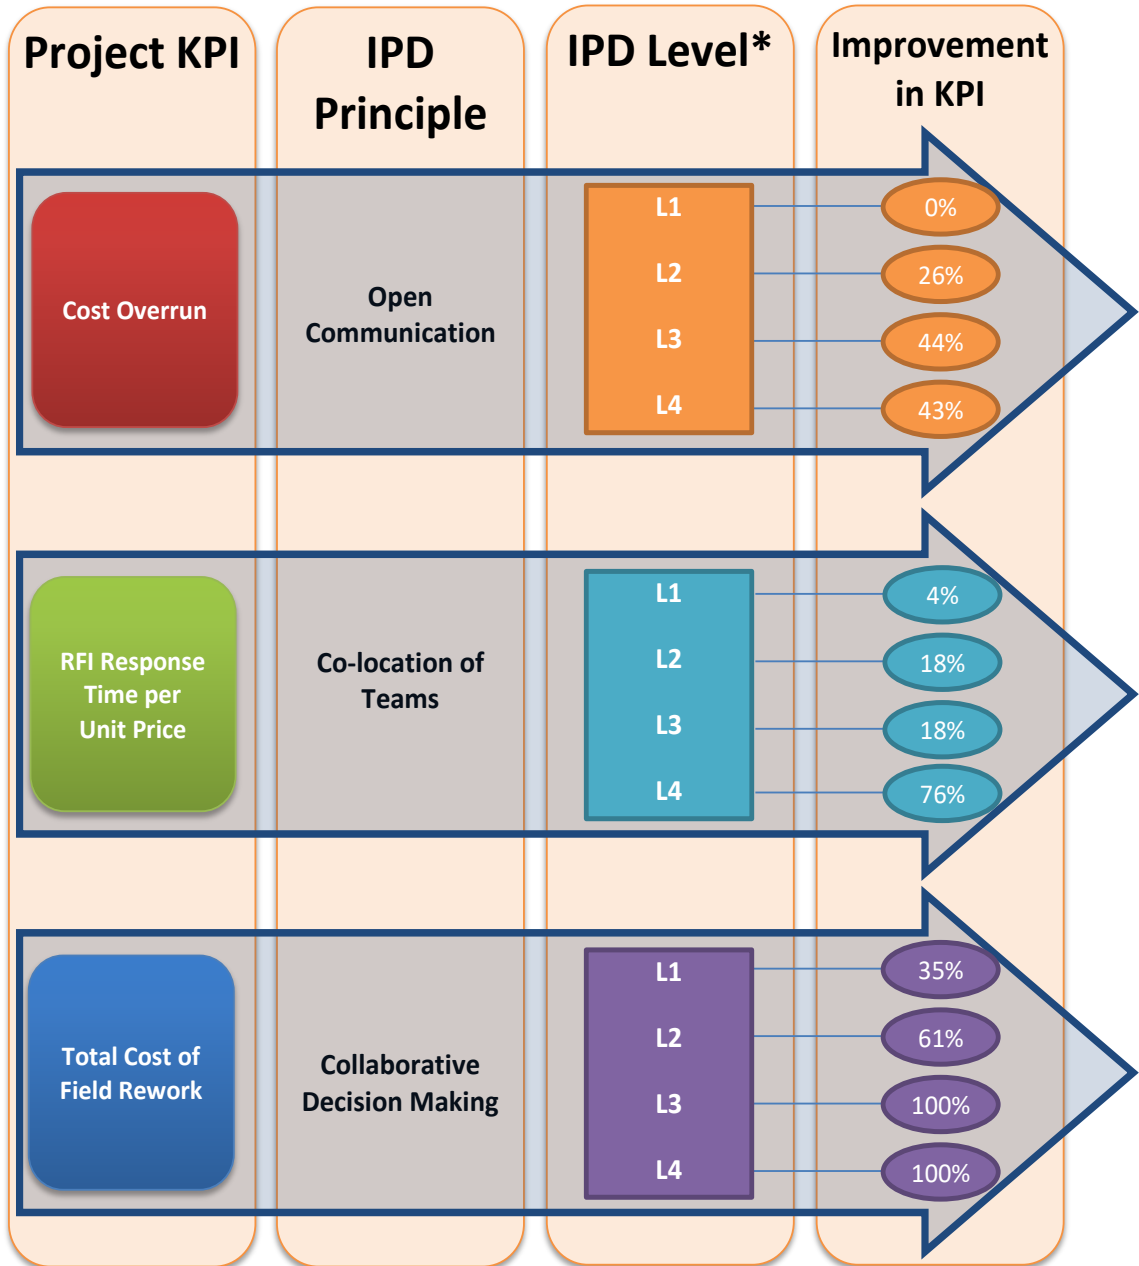 Project KPI
IPD
Principle
IPD Level*
Improvement
in KPI
Cost Overrun
Open
Communication
L1
L2
L3
L4
0%
26%
44%
43%
RFI Response
Time per
Unit Price
Co-location of
Teams
L1
L2
L3
L4
4%
18%
18%
76%
Total Cost of
Field Rework
Collaborative
Decision Making
L1
L2
L3
L4
35%
61%
100%
100%